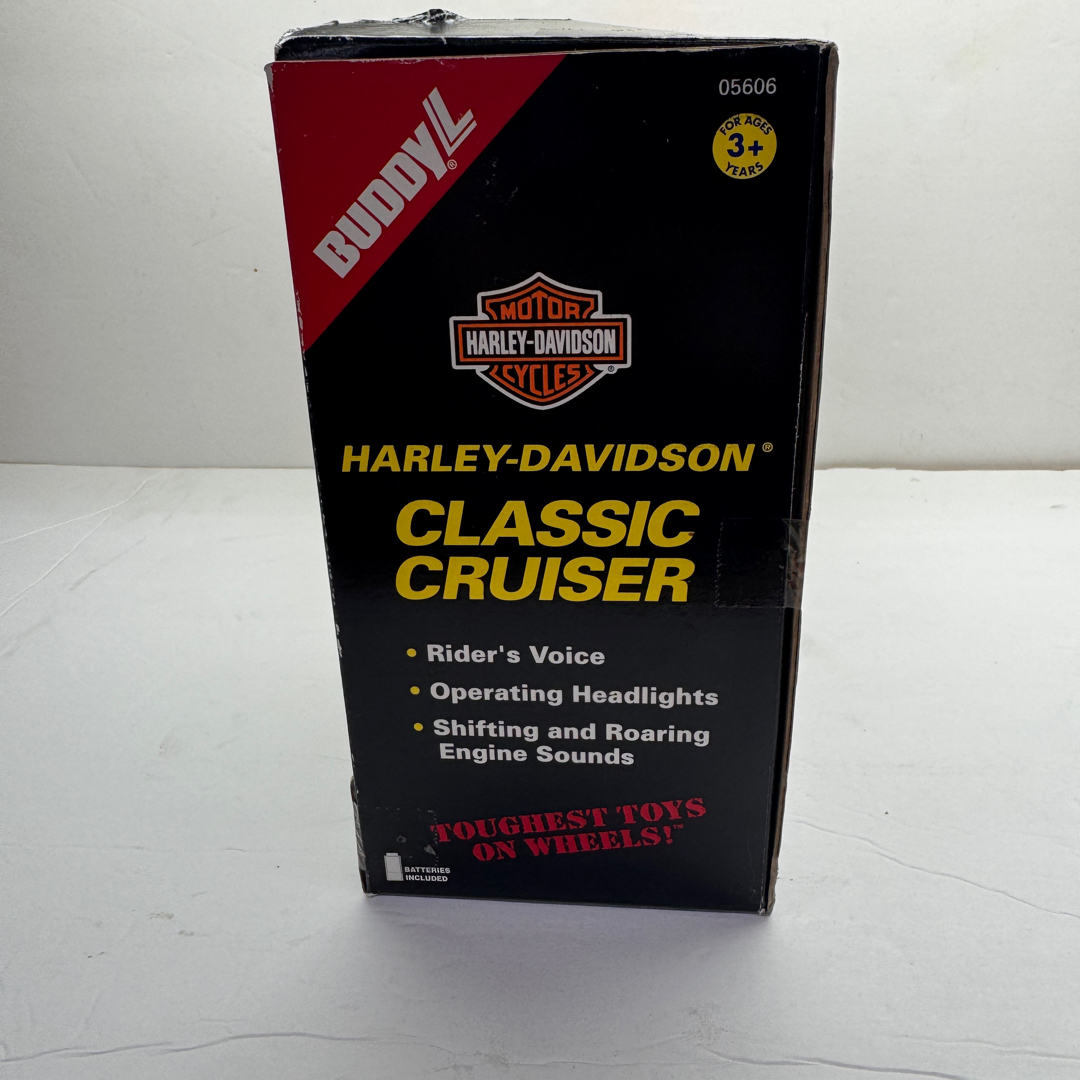 BUDDY L®
05606
FOR AGES
3+
YEARS
MOTOR
HARLEY-DAVIDSON
CYCLES®
HARLEY-DAVIDSON®
CLASSIC
CRUISER
• Rider's Voice
• Operating Headlights
• Shifting and Roaring
Engine Sounds
TOUGHEST TOYS
ON WHEELS!™
BATTERIES
INCLUDED